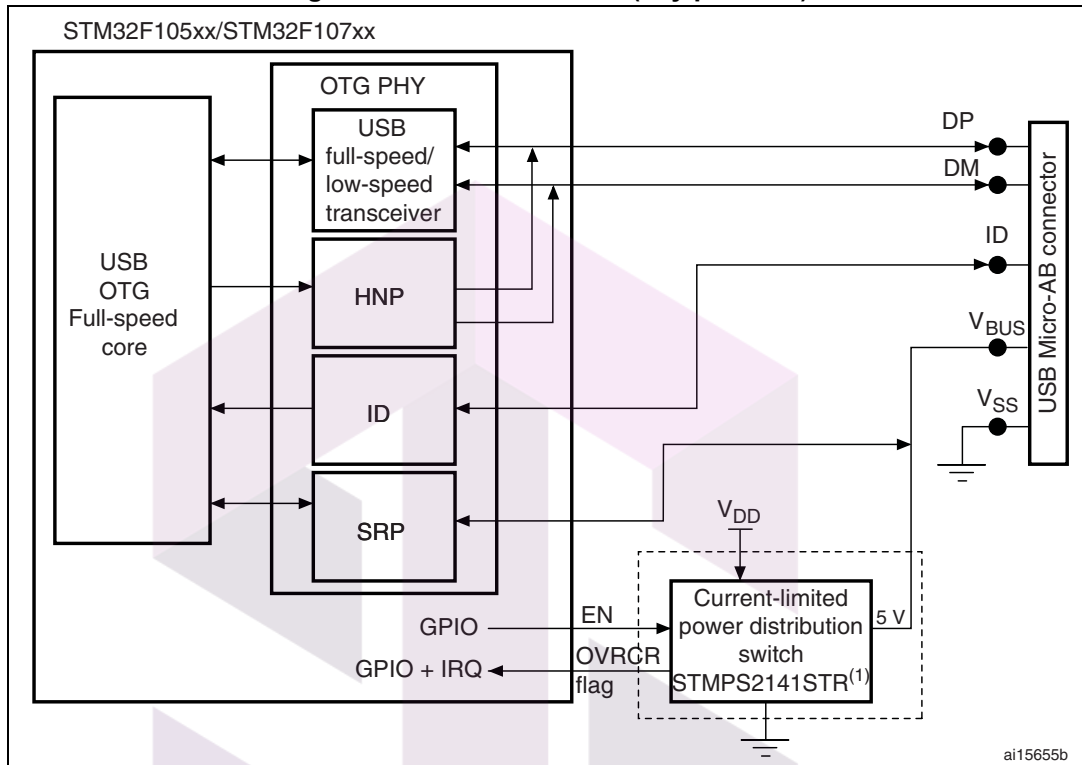 STM32F105xx/STM32F107xx
OTG PHY
USB
full-speed/
low-speed
transceiver
USB
OTG
Full-speed
core
HNP
ID
SRP
DP
DM
ID
VBUS
VSS
USB Micro-AB connector
VDD
GPIO
EN
GPIO + IRQ
OVRCR
flag
Current-limited
power distribution
switch
STMPS2141STR(1)
5 V
ai15655b